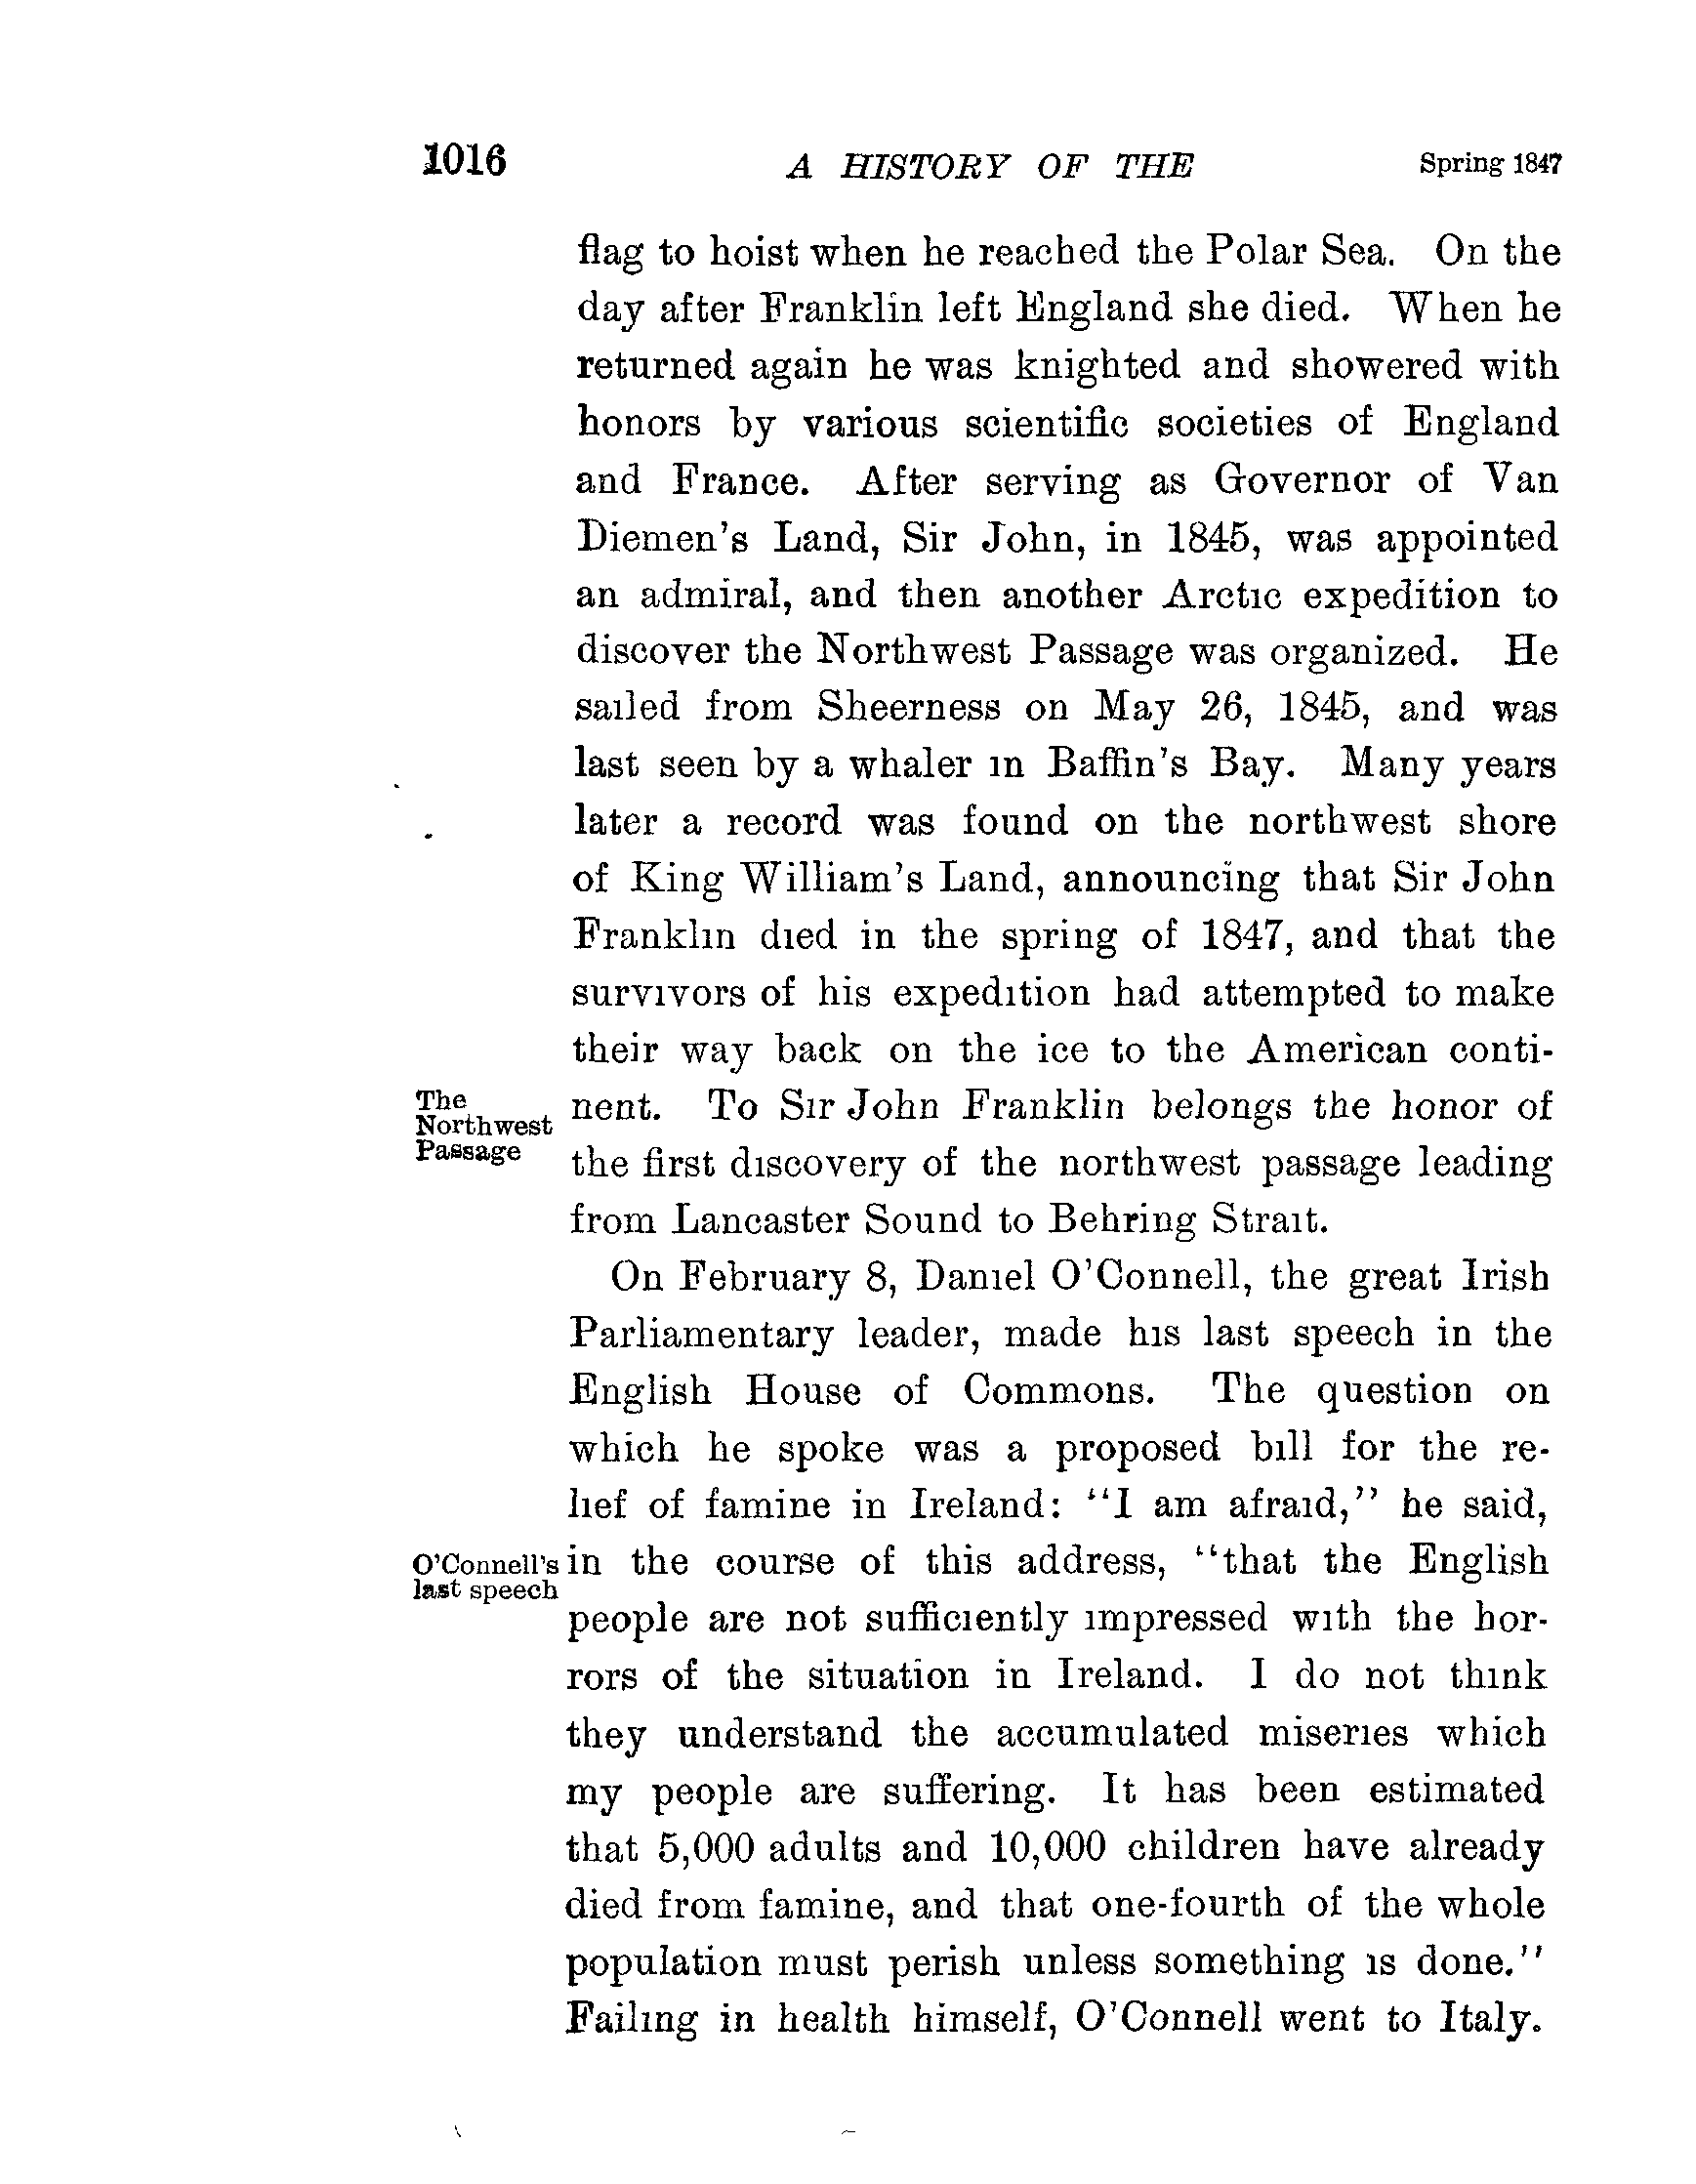 1016 A HISTORY OF THE Spring 1847
flag to hoist when he reached the Polar Sea. On the
day after Franklin left England she died. When he
returned again he was knighted and showered with
honors by various scientific societies of England
and France. After serving as Governor of Van
Diemen's Land, Sir John, in 1845, was appointed
an admiral, and then another Arctic expedition to
discover the Northwest Passage was organized. He
sailed from Sheerness on May 26, 1845, and was
last seen by a whaler in Baffin's Bay. Many years
later a record was found on the northwest shore
of King William's Land, announcing that Sir John
Franklin died in the spring of 1847, and that the
survivors of his expedition had attempted to make
their way back on the ice to the American conti-
The
Northwest
Passage
nent. To Sir John Franklin belongs the honor of
the first discovery of the northwest passage leading
from Lancaster Sound to Behring Strait.
On February 8, Daniel O'Connell, the great Irish
Parliamentary leader, made his last speech in the
English House of Commons. The question on
which he spoke was a proposed bill for the re-
lief of famine in Ireland: "I am afraid," he said,
O'Connell's
last speech
in the course of this address, "that the English
people are not sufficiently impressed with the hor-
rors of the situation in Ireland. I do not think
they understand the accumulated miseries which
my people are suffering. It has been estimated
that 5,000 adults and 10,000 children have already
died from famine, and that one-fourth of the whole
population must perish unless something is done."
Failing in health himself, O'Connell went to Italy.